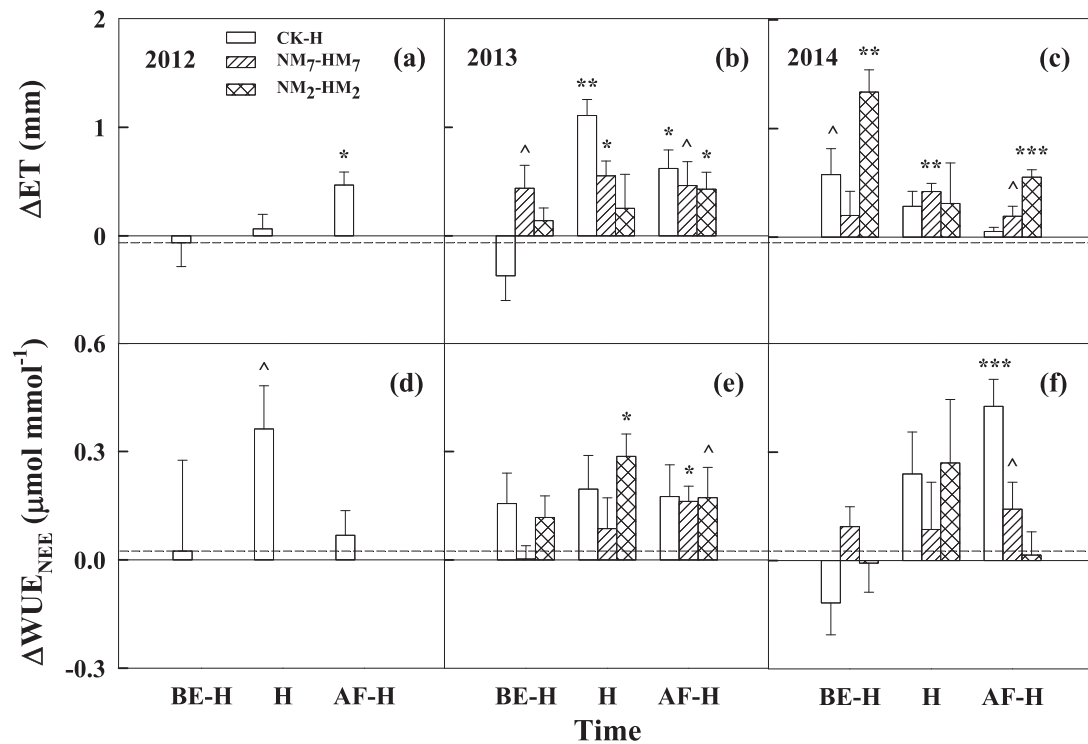 2
1
0
ΔET (mm)
2012
CK-H
NM7-HM7
NM2-HM2
(a)
*
2013
(b)
^
**
*
*
^
*
2014
(c)
^
**
**
^
***
0.6
0.3
0.0
-0.3
ΔWUENEE (μmol mmol-1)
(d)
^
(e)
*
*
^
(f)
***
^
BE-H H AF-H
BE-H H AF-H
BE-H H AF-H
Time